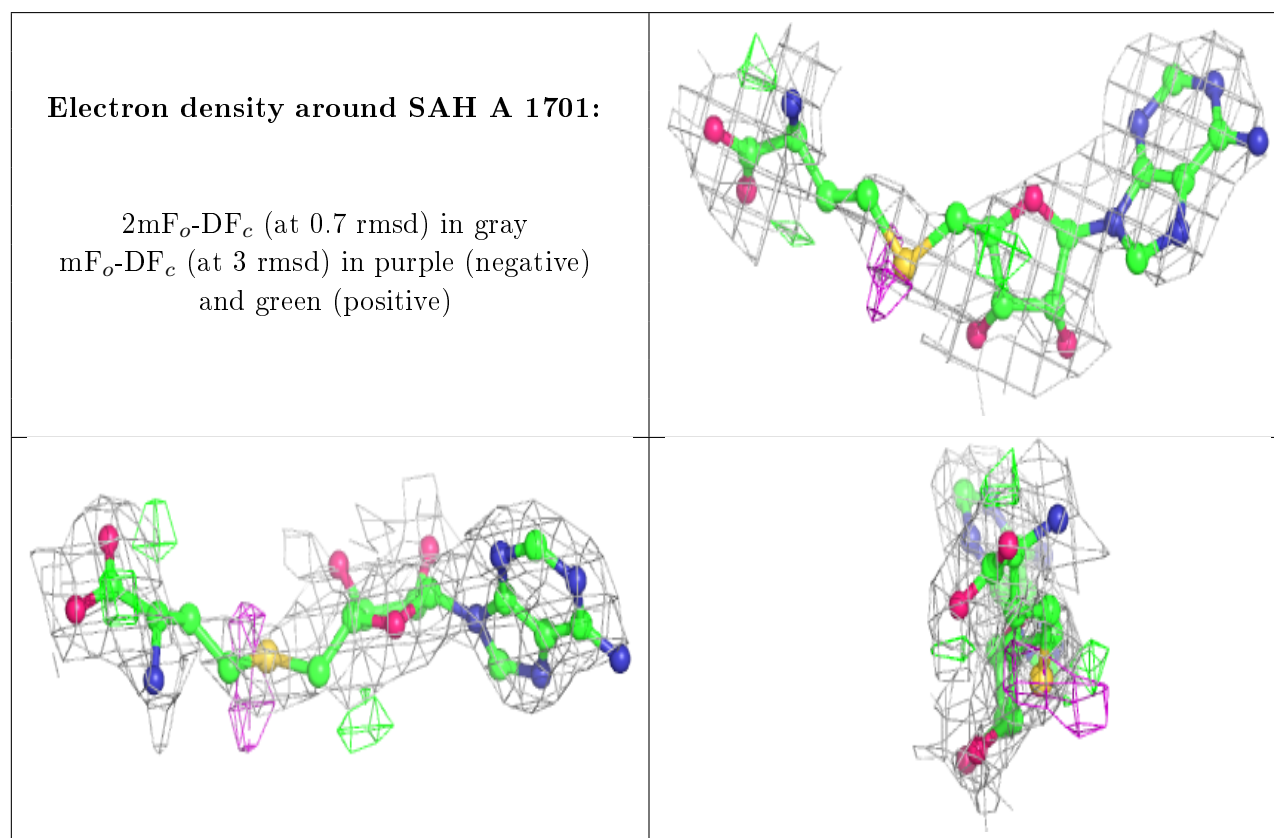 Electron density around SAH A 1701:
2mFₒ-DF𝒸 (at 0.7 rmsd) in gray
mFₒ-DF𝒸 (at 3 rmsd) in purple (negative)
and green (positive)